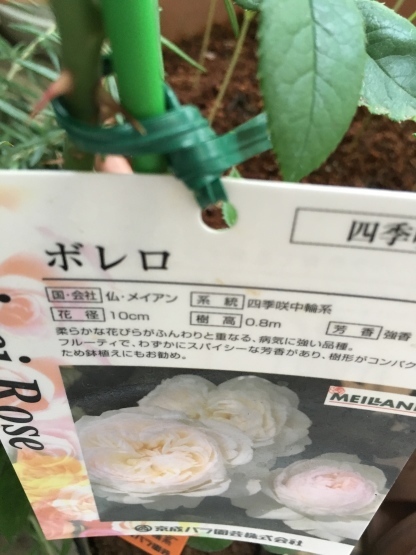 四季
ボレロ
国・会社 仏・メイアン 系統 四季咲中輪系
花径 10cm 樹高 0.8m 芳香 強香
柔らかな花びらがふんわりと重なる、病気に強い品種。
フルーティで、わずかにスパイシーな芳香があり、樹形がコンパク
ため鉢植えにもお勧め。
Rose
MEILLAN
京成バラ園芸株式会社